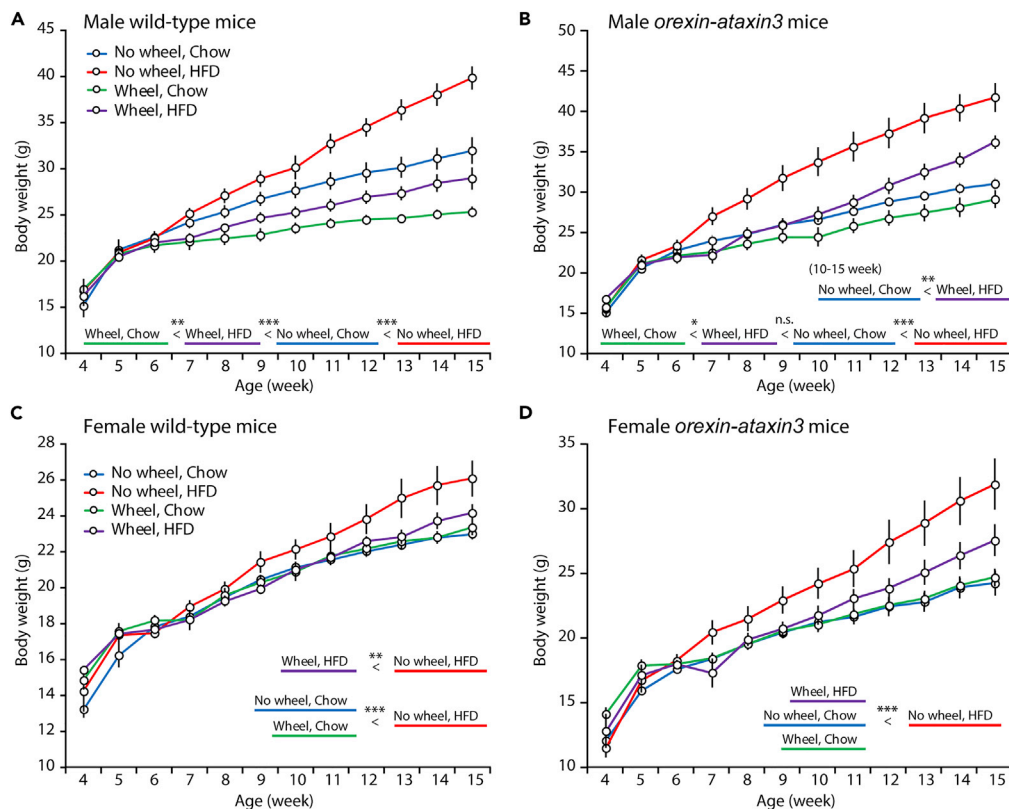 A Male wild-type mice
Body weight (g)
45
40
35
30
25
20
15
10
No wheel, Chow
No wheel, HFD
Wheel, Chow
Wheel, HFD
Wheel, Chow ** < Wheel, HFD *** < No wheel, Chow *** < No wheel, HFD
4 5 6 7 8 9 10 11 12 13 14 15
Age (week)
B Male orexin-ataxin3 mice
Body weight (g)
50
45
40
35
30
25
20
15
10
(10-15 week)
No wheel, Chow ** < Wheel, HFD
Wheel, Chow * < Wheel, HFD n.s. < No wheel, Chow *** < No wheel, HFD
4 5 6 7 8 9 10 11 12 13 14 15
Age (week)
C Female wild-type mice
Body weight (g)
28
26
24
22
20
18
16
14
12
10
No wheel, Chow
No wheel, HFD
Wheel, Chow
Wheel, HFD
Wheel, HFD ** < No wheel, HFD
No wheel, Chow
Wheel, Chow
*** < No wheel, HFD
4 5 6 7 8 9 10 11 12 13 14 15
Age (week)
D Female orexin-ataxin3 mice
Body weight (g)
35
30
25
20
15
10
Wheel, HFD
No wheel, Chow *** < No wheel, HFD
Wheel, Chow
4 5 6 7 8 9 10 11 12 13 14 15
Age (week)